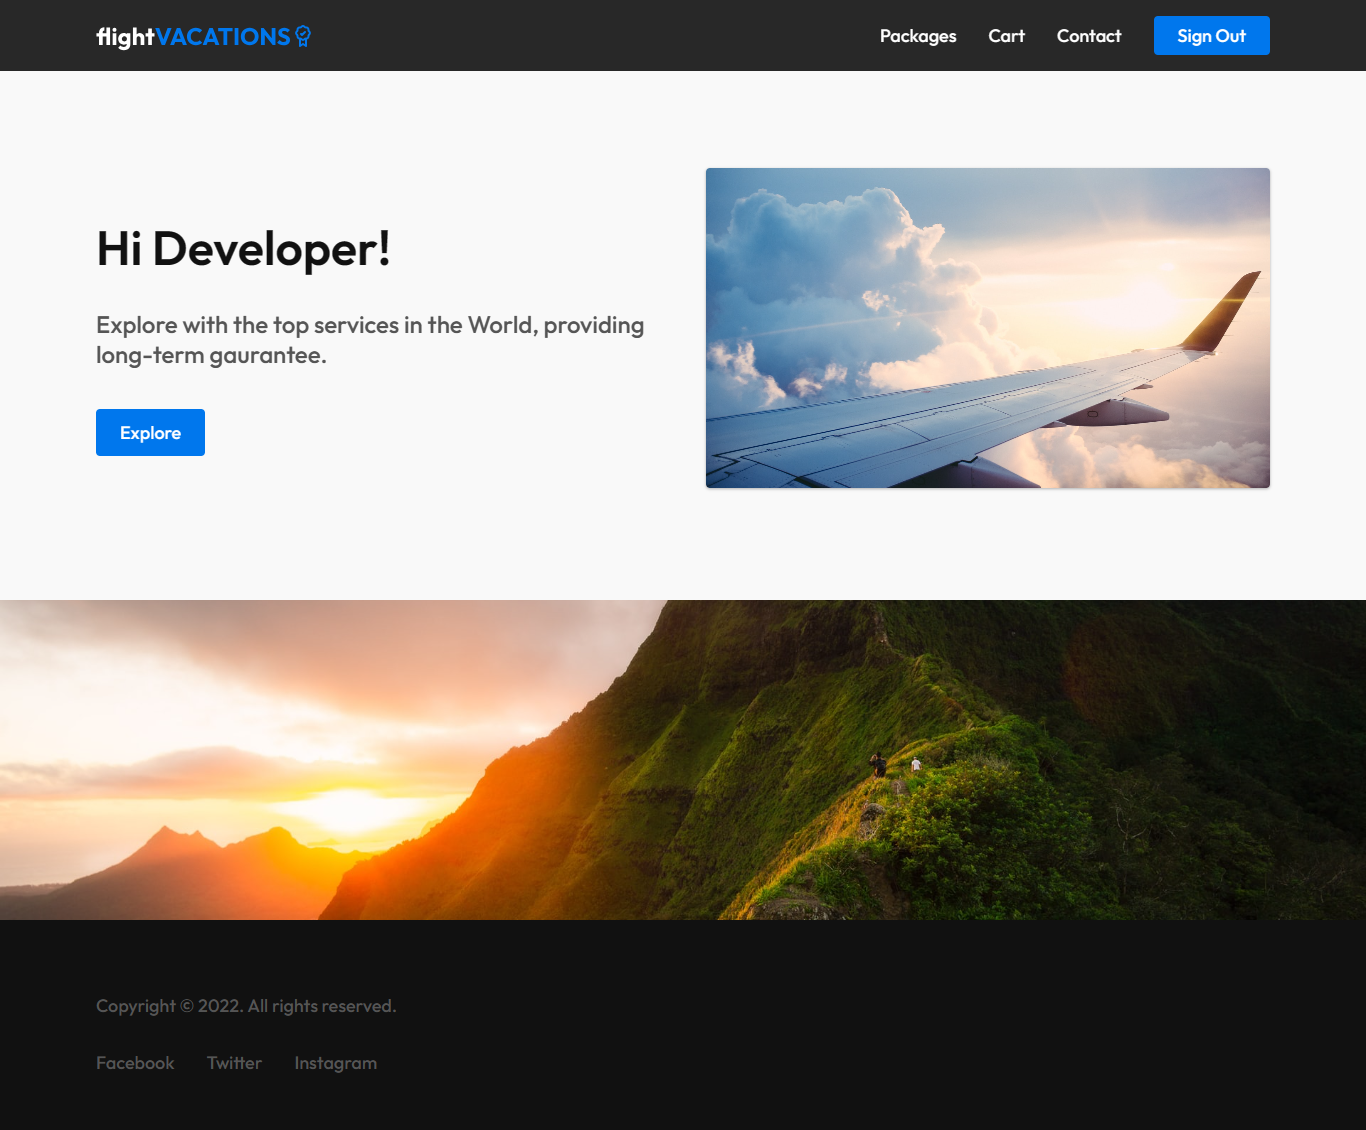 flightVACATIONS
Packages Cart Contact Sign Out
Hi Developer!
Explore with the top services in the World, providing
long-term gaurantee.
Explore
Copyright © 2022. All rights reserved.
Facebook Twitter Instagram